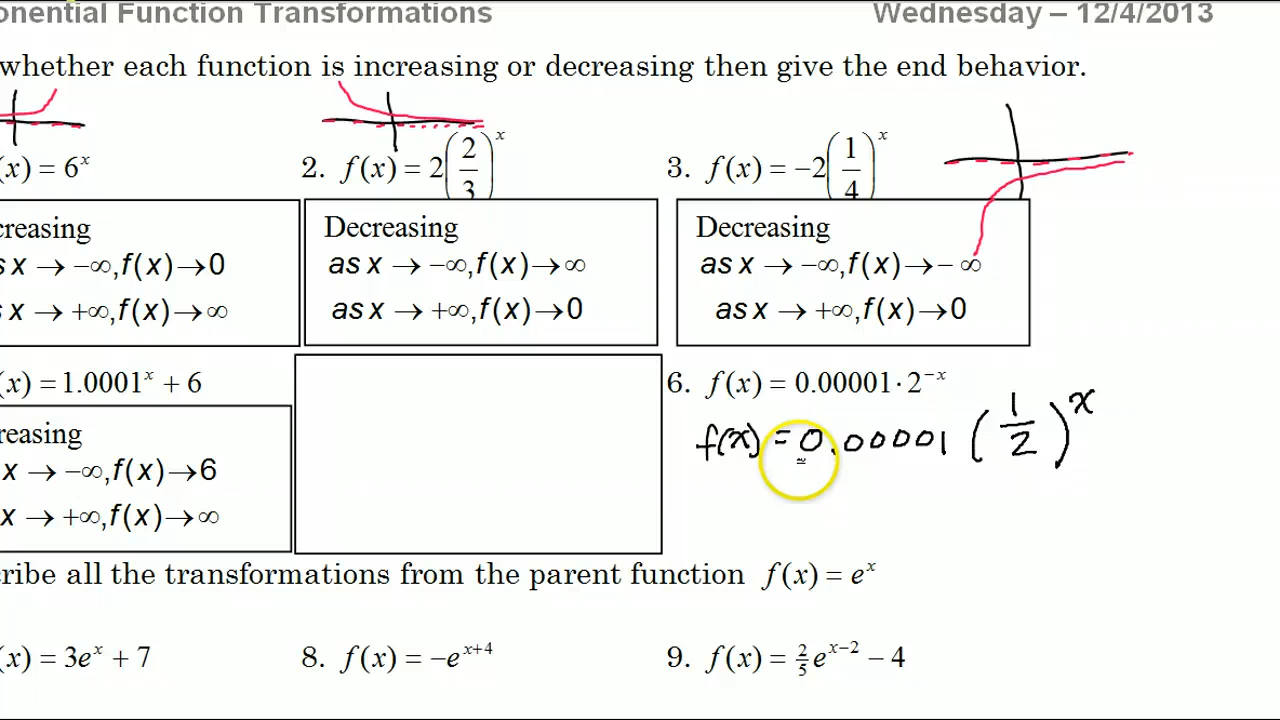 onential Function Transformations Wednesday – 12/4/2013
whether each function is increasing or decreasing then give the end behavior.
(x) = 6^x
2. f(x) = 2(2/3)^x
3. f(x) = −2(1/4)^x
creasing
s x → −∞, f(x) → 0
s x → +∞, f(x) → ∞
Decreasing
as x → −∞, f(x) → ∞
as x → +∞, f(x) → 0
Decreasing
as x → −∞, f(x) → − ∞
as x → +∞, f(x) → 0
(x) = 1.0001^x + 6
6. f(x) = 0.00001 · 2^−x
f(x) = 0.00001 (1/2)^x
reasing
x → −∞, f(x) → 6
x → +∞, f(x) → ∞
cribe all the transformations from the parent function f(x) = e^x
(x) = 3e^x + 7
8. f(x) = −e^x+4
9. f(x) = 2/5 e^x−2 − 4